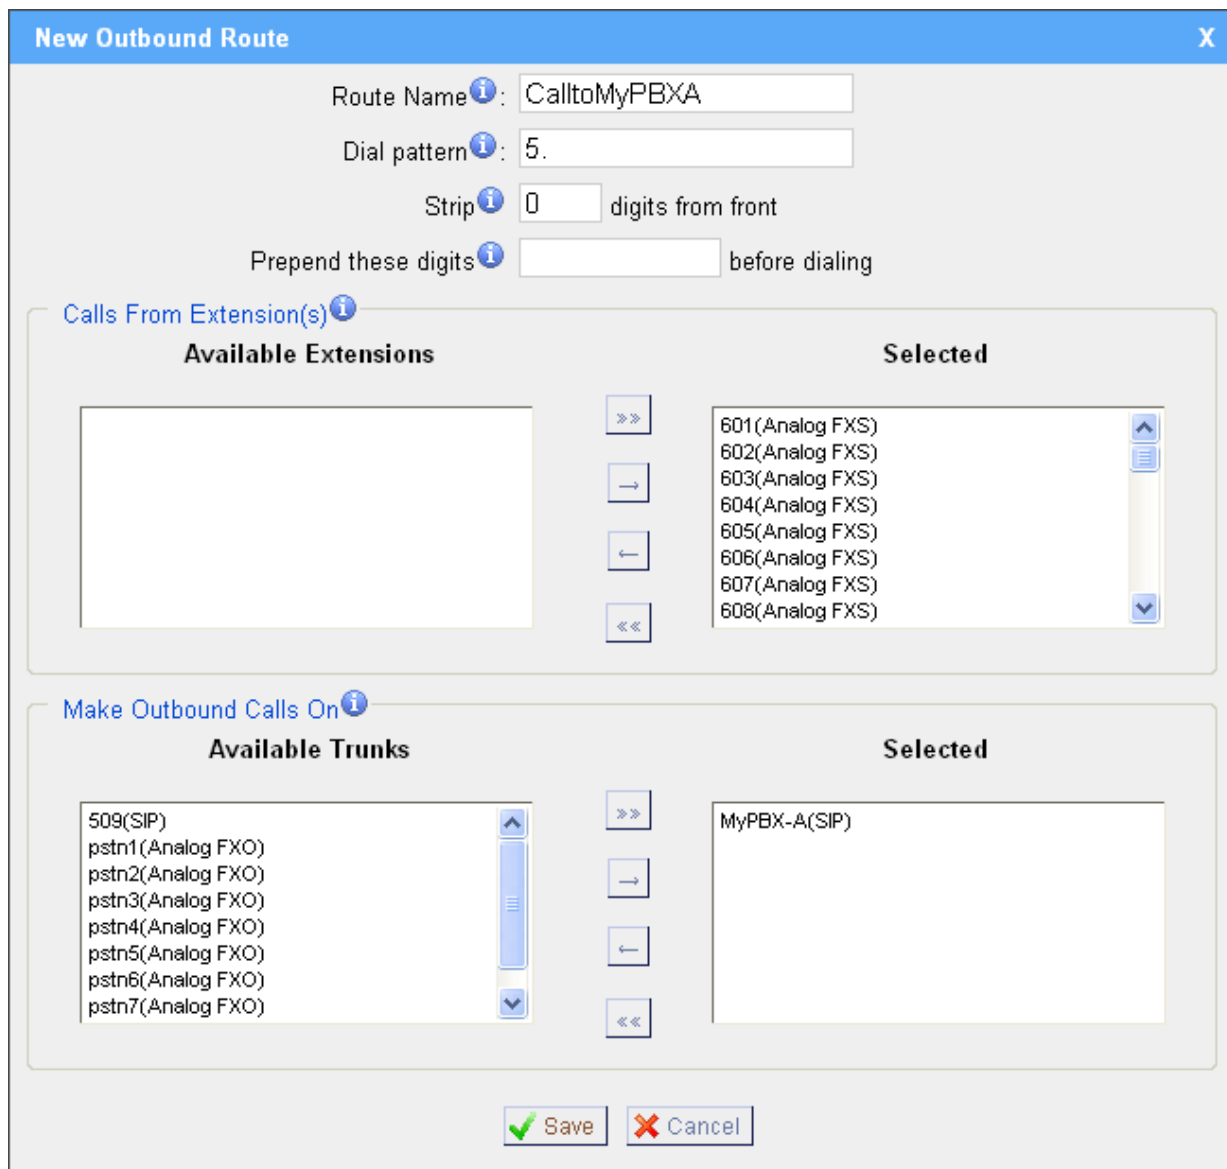 New Outbound Route X
Route Name : CalltoMyPBXA
Dial pattern : 5.
Strip 0 digits from front
Prepend these digits before dialing
Calls From Extension(s)
Available Extensions Selected
601(Analog FXS)
602(Analog FXS)
603(Analog FXS)
604(Analog FXS)
605(Analog FXS)
606(Analog FXS)
607(Analog FXS)
608(Analog FXS)
Make Outbound Calls On
Available Trunks Selected
509(SIP) MyPBX-A(SIP)
pstn1(Analog FXO)
pstn2(Analog FXO)
pstn3(Analog FXO)
pstn4(Analog FXO)
pstn5(Analog FXO)
pstn6(Analog FXO)
pstn7(Analog FXO)
Save Cancel